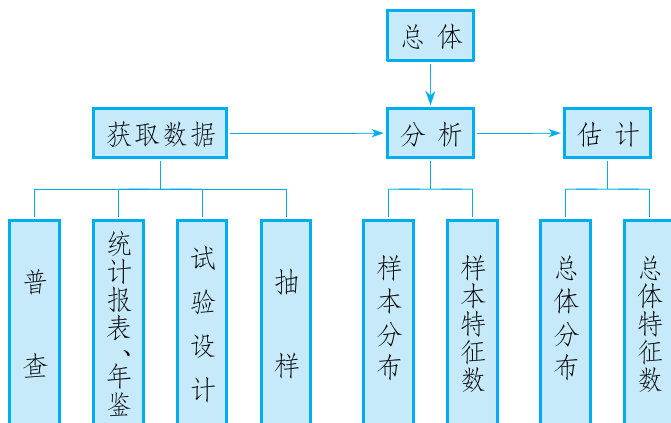 总体
获取数据
分析
估计
普查
统计报表、年鉴
试验设计
抽样
样本分布
样本特征数
总体分布
总体特征数